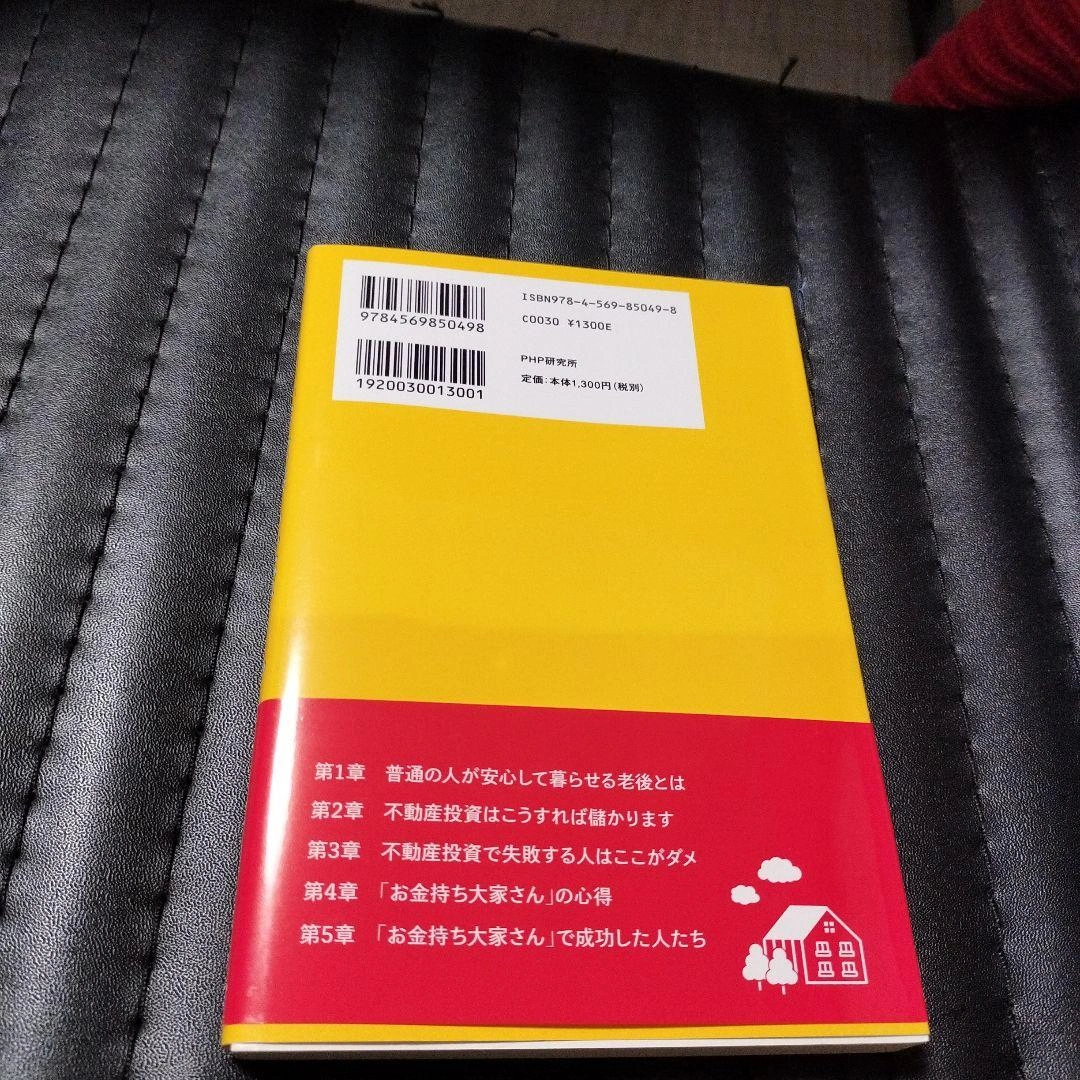 9784569850498
ISBN978-4-569-85049-8
C0030 ¥1300E
1920030013001
PHP研究所
定価：本体1,300円（税別）
第1章 普通の人が安心して暮らせる老後とは
第2章 不動産投資はこうすれば儲かります
第3章 不動産投資で失敗する人はここがダメ
第4章 「お金持ち大家さん」の心得
第5章 「お金持ち大家さん」で成功した人たち